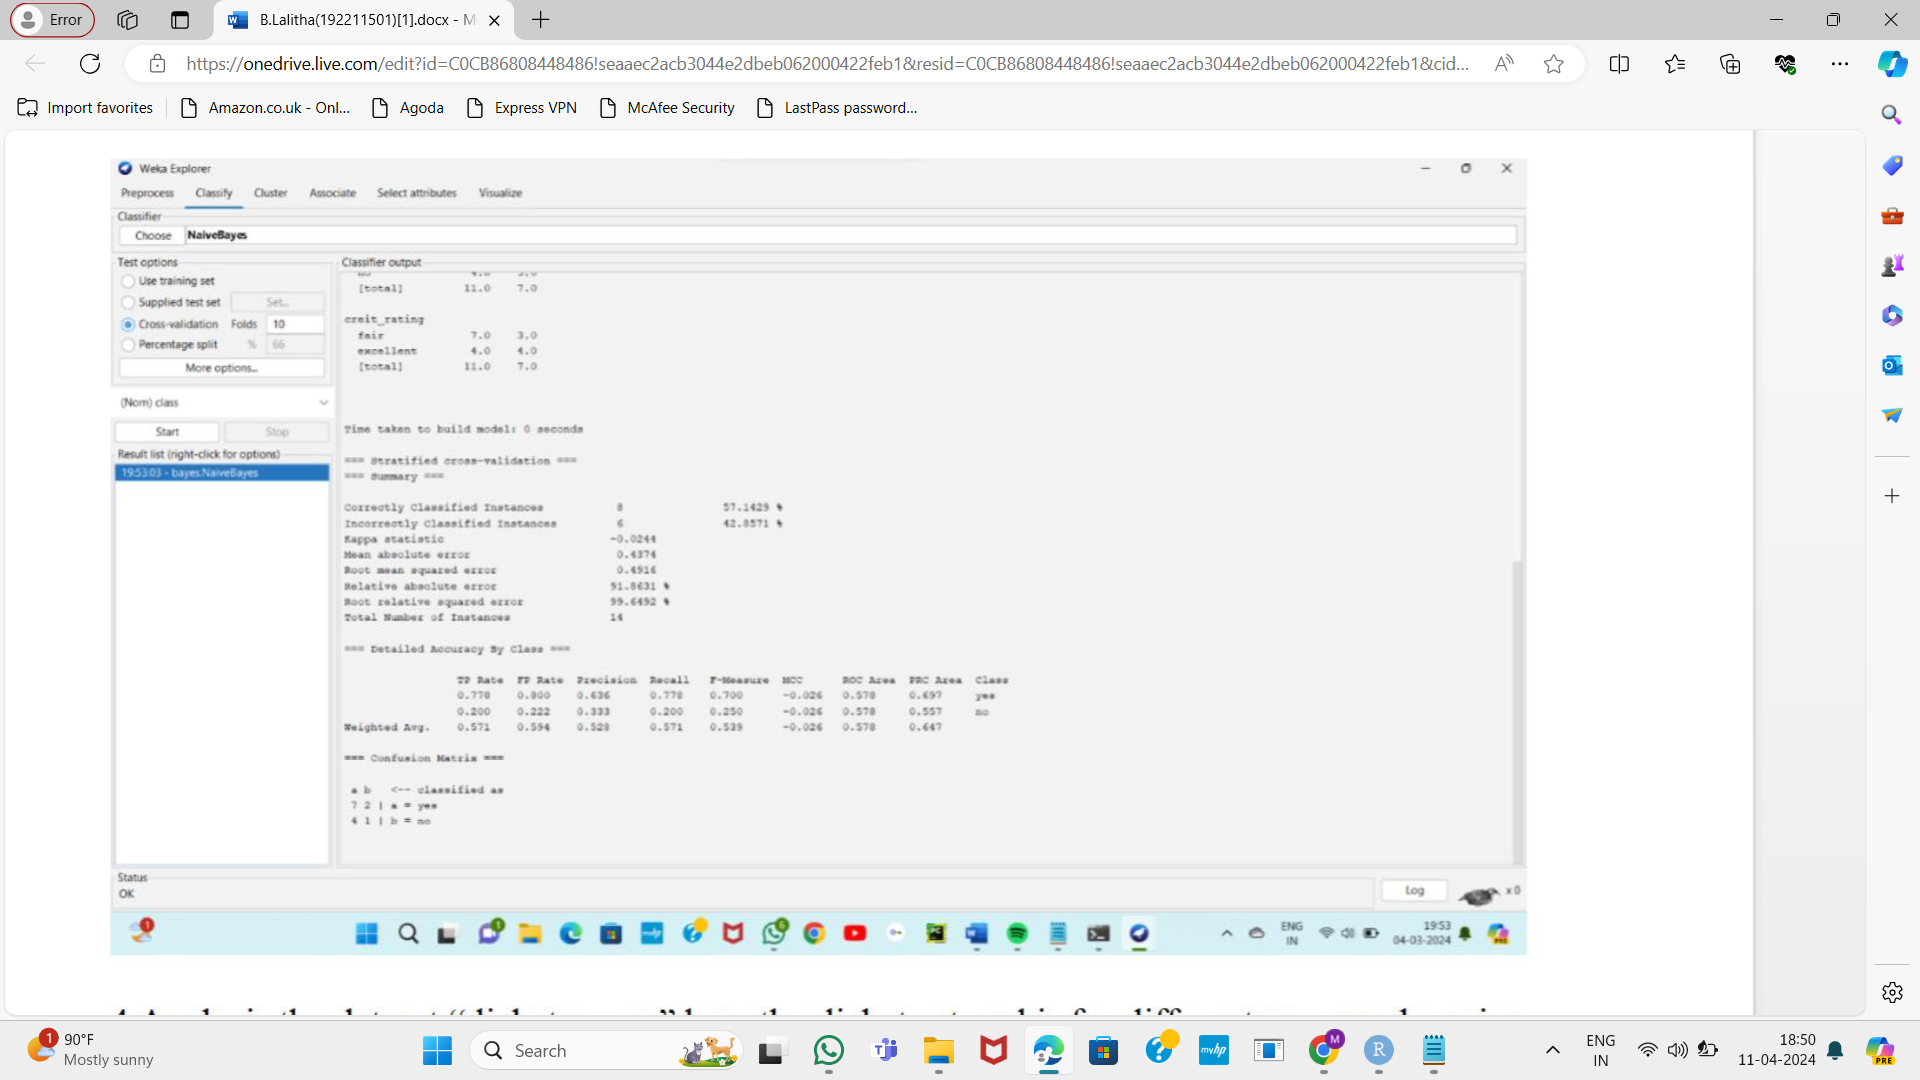 Error
B.Lalitha(192211501)[1].docx - M
https://onedrive.live.com/edit?id=C0CB86808448486!seaaec2acb3044e2dbeb062000422feb1&resid=C0CB86808448486!seaaec2acb3044e2dbeb062000422feb1&cid...
Import favorites
Amazon.co.uk - Onl...
Agoda
Express VPN
McAfee Security
LastPass password...
Weka Explorer
Preprocess Classify Cluster Associate Select attributes Visualize
Classifier
Choose NaiveBayes
Test options
Use training set
Supplied test set Set...
Cross-validation Folds 10
Percentage split % 66
More options...
(Nom) class
Start Stop
Result list (right-click for options)
19:53:03 - bayes.NaiveBayes
Classifier output
[total] 11.0 7.0
creit_rating
fair 7.0 3.0
excellent 4.0 4.0
[total] 11.0 7.0
Time taken to build model: 0 seconds
=== Stratified cross-validation ===
=== Summary ===
Correctly Classified Instances 8 57.1429 %
Incorrectly Classified Instances 6 42.8571 %
Kappa statistic -0.0244
Mean absolute error 0.4374
Root mean squared error 0.4916
Relative absolute error 91.8631 %
Root relative squared error 99.6492 %
Total Number of Instances 14
=== Detailed Accuracy By Class ===
TP Rate FP Rate Precision Recall F-Measure MCC ROC Area PRC Area Class
0.778 0.800 0.636 0.778 0.700 -0.026 0.578 0.697 yes
0.200 0.222 0.333 0.200 0.250 -0.026 0.578 0.557 no
Weighted Avg. 0.571 0.594 0.528 0.571 0.539 -0.026 0.578 0.647
=== Confusion Matrix ===
a b <-- classified as
7 2 | a = yes
4 1 | b = no
Status
OK
Log x 0
1
ENG
IN
19:53
04-03-2024
1
90°F
Mostly sunny
Search
myhp
M
R
ENG
IN
18:50
11-04-2024
PRE